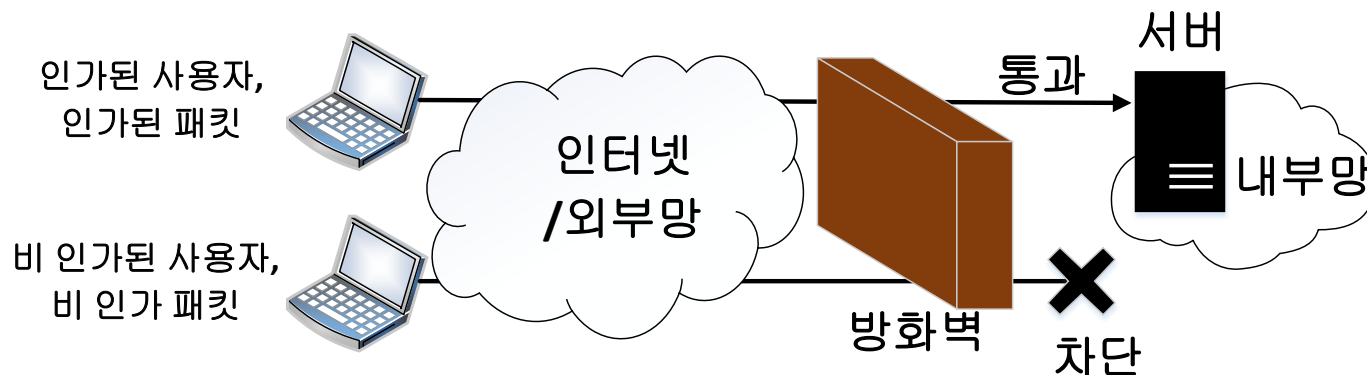 인가된 사용자,
인가된 패킷
비 인가된 사용자,
비 인가 패킷
인터넷
/외부망
방화벽
통과
차단
서버
내부망